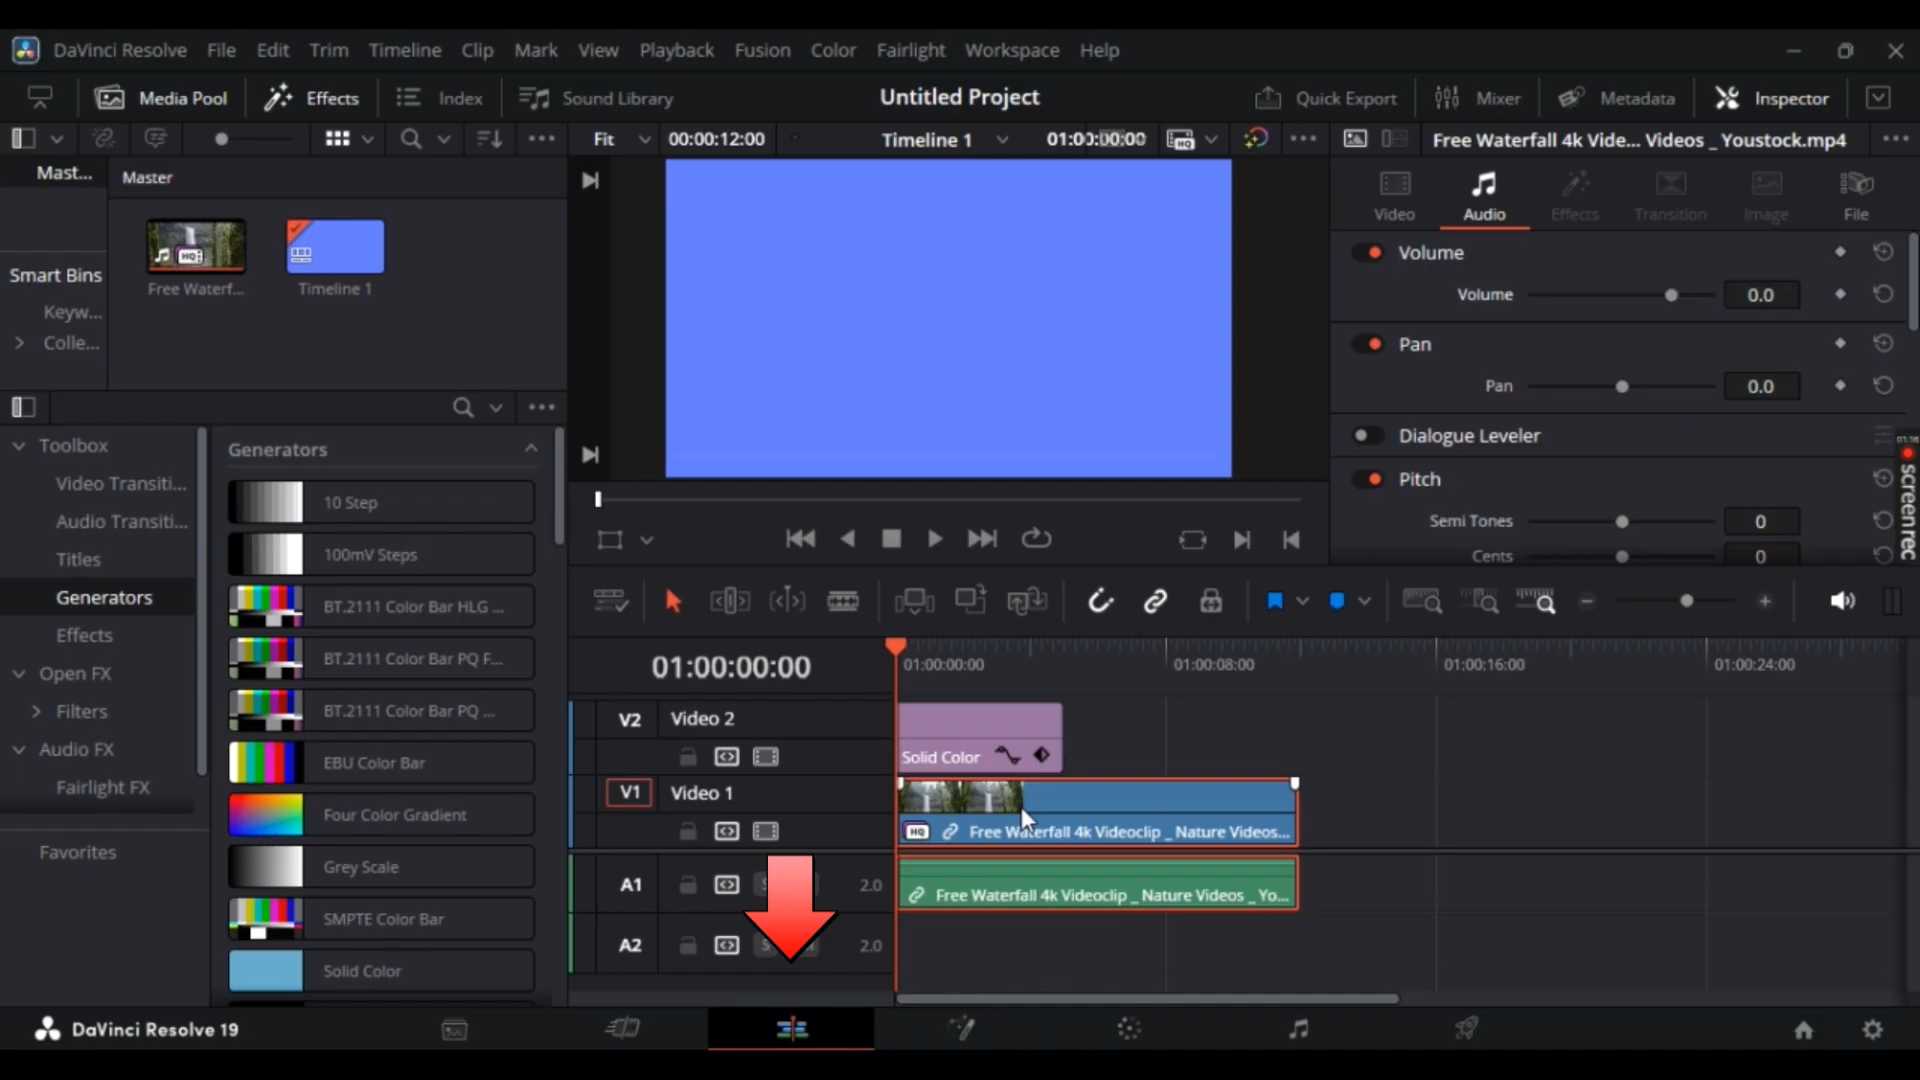 DaVinci Resolve File Edit Trim Timeline Clip Mark View Playback Fusion Color Fairlight Workspace Help
Media Pool Effects Index Sound Library Untitled Project Quick Export Mixer Metadata Inspector
Fit 00:00:12:00 Timeline 1 01:00:00:00 HQ Free Waterfall 4k Vide... Videos _ Youstock.mp4
Mast... Master
Video Audio Effects Transition Image File
HQ
Free Waterf... Timeline 1
Smart Bins
Keyw...
Colle...
Volume
Volume 0.0
Pan
Pan 0.0
Dialogue Leveler
Pitch
Semi Tones 0
Cents 0
screenrec
Toolbox
Video Transiti...
Audio Transiti...
Titles
Generators
Effects
Open FX
Filters
Audio FX
Fairlight FX
Favorites
Generators
10 Step
100mV Steps
BT.2111 Color Bar HLG ...
BT.2111 Color Bar PQ F...
BT.2111 Color Bar PQ ...
EBU Color Bar
Four Color Gradient
Grey Scale
SMPTE Color Bar
Solid Color
01:00:00:00 01:00:00:00 01:00:08:00 01:00:16:00 01:00:24:00
V2 Video 2
Solid Color
V1 Video 1
HQ Free Waterfall 4k Videoclip _ Nature Videos...
A1 2.0 Free Waterfall 4k Videoclip _ Nature Videos _ Yo...
A2 2.0
DaVinci Resolve 19